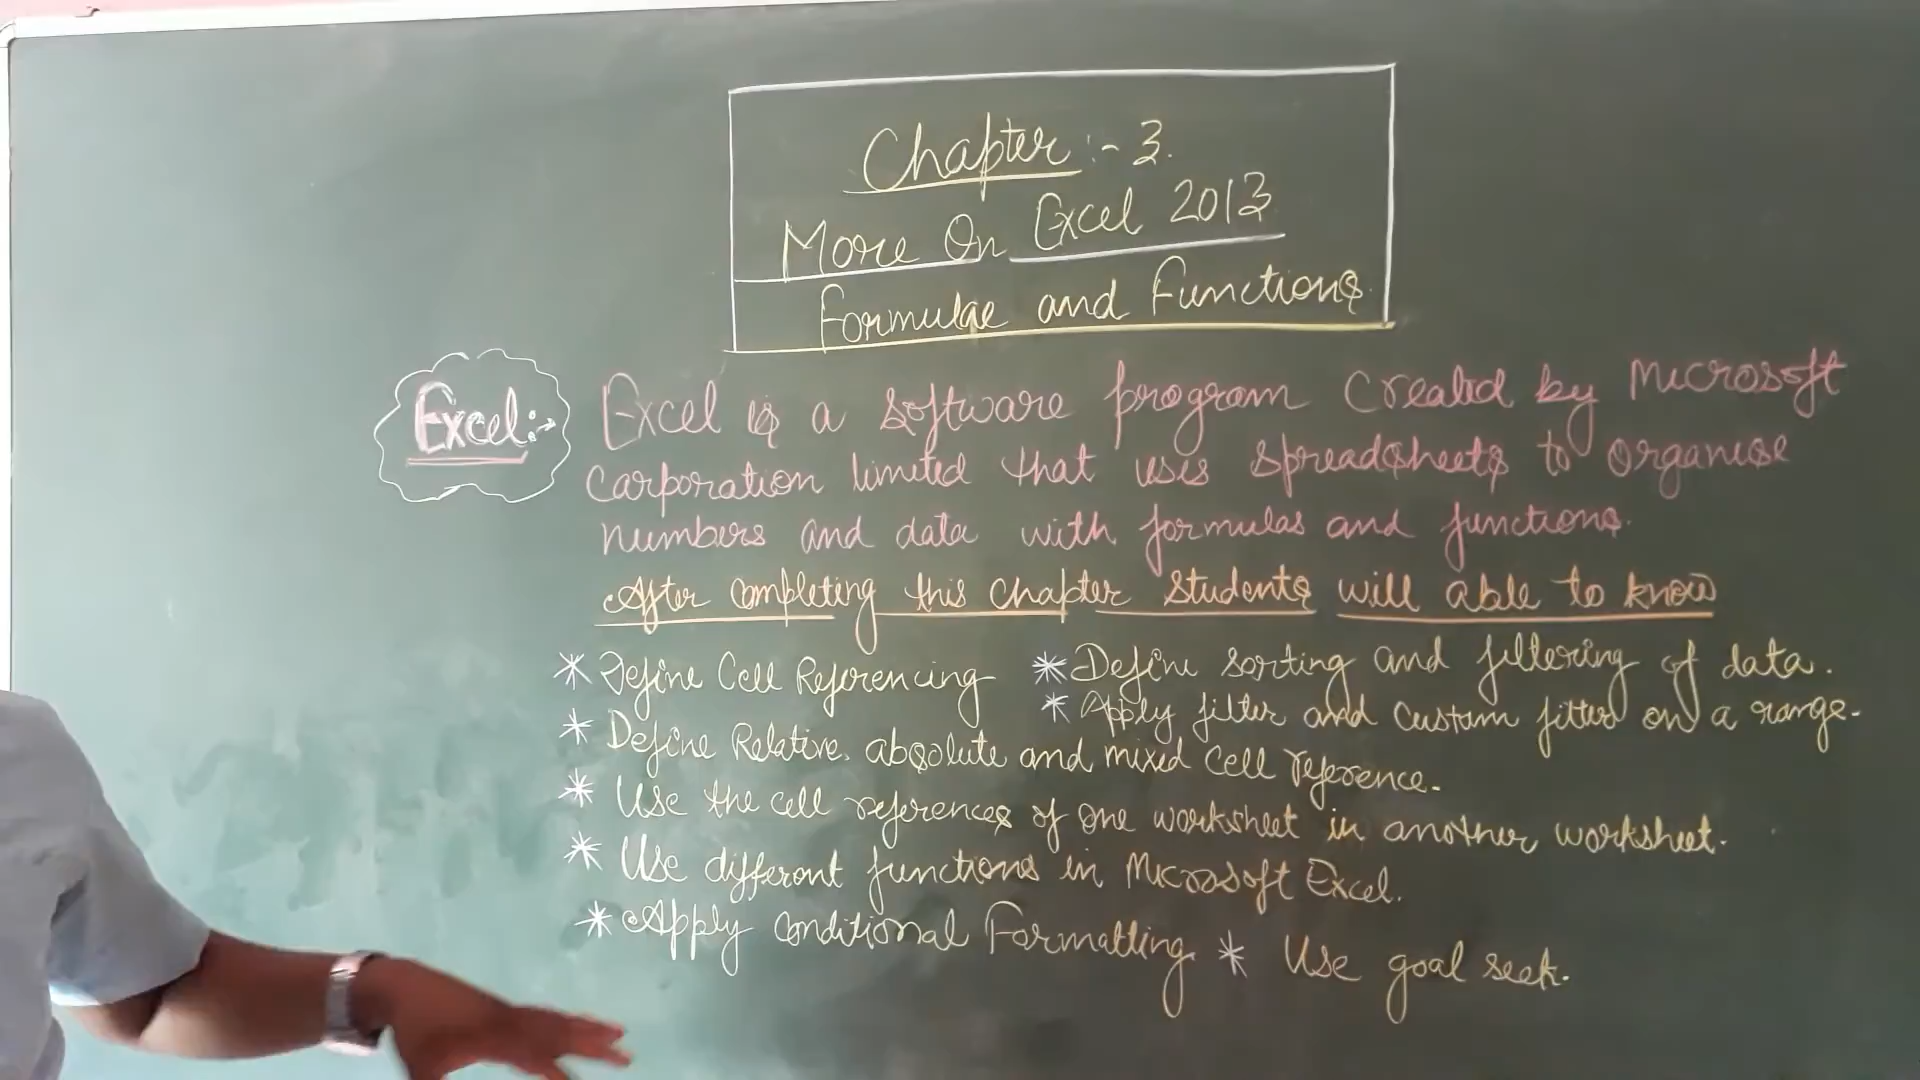 Chapter :- 3.
More On Excel 2013
Formulae and Functions.
Excel:→
Excel is a software program Created by Microsoft
Carporation limited that uses spreadsheets to organise
numbers and data with formulas and functions.
After completing this chapter students will able to know
* Define Cell Referencing * Define sorting and filtering of data.
* Apply filter and custom filter on a range.
* Define Relative, absolute and mixed cell reference.
* Use the cell references of one worksheet in another worksheet.
* Use different functions in Microsoft Excel.
* Apply conditional Formatting * Use goal seek.